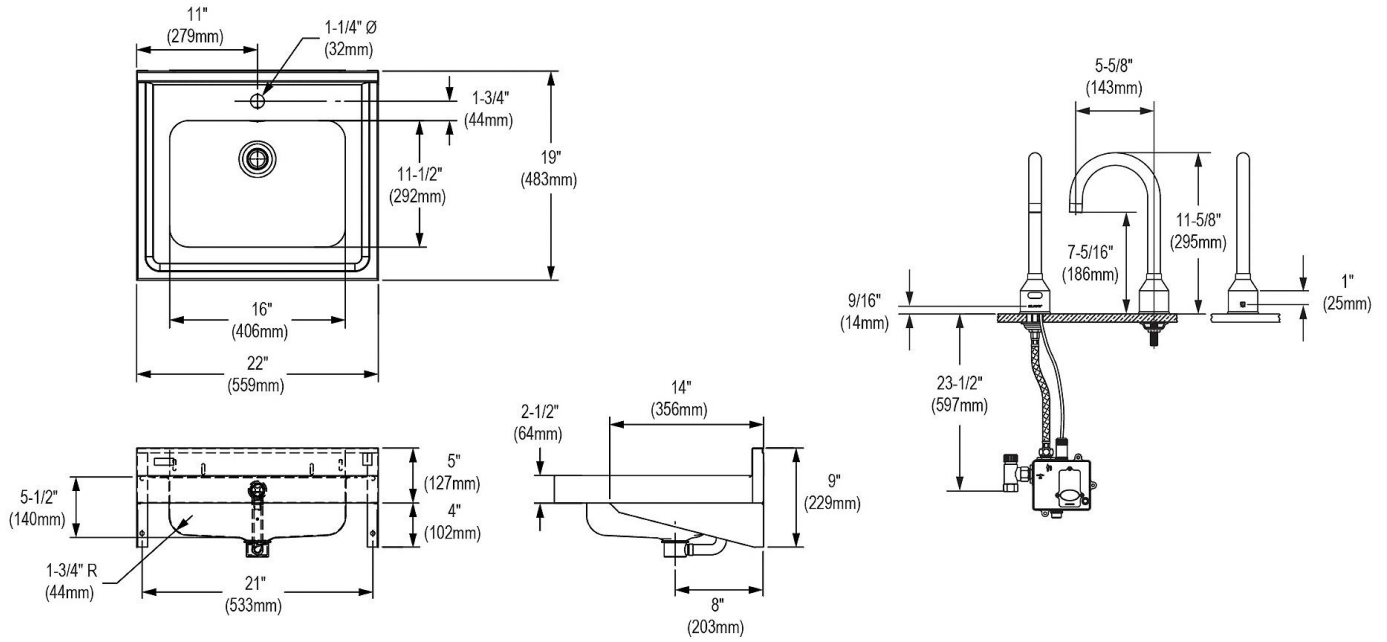 11"
(279mm)
1-1/4" Ø
(32mm)
1-3/4"
(44mm)
11-1/2"
(292mm)
19"
(483mm)
16"
(406mm)
22"
(559mm)
5-5/8"
(143mm)
11-5/8"
(295mm)
7-5/16"
(186mm)
9/16"
(14mm)
1"
(25mm)
23-1/2"
(597mm)
5"
(127mm)
5-1/2"
(140mm)
4"
(102mm)
1-3/4" R
(44mm)
21"
(533mm)
14"
(356mm)
2-1/2"
(64mm)
9"
(229mm)
8"
(203mm)